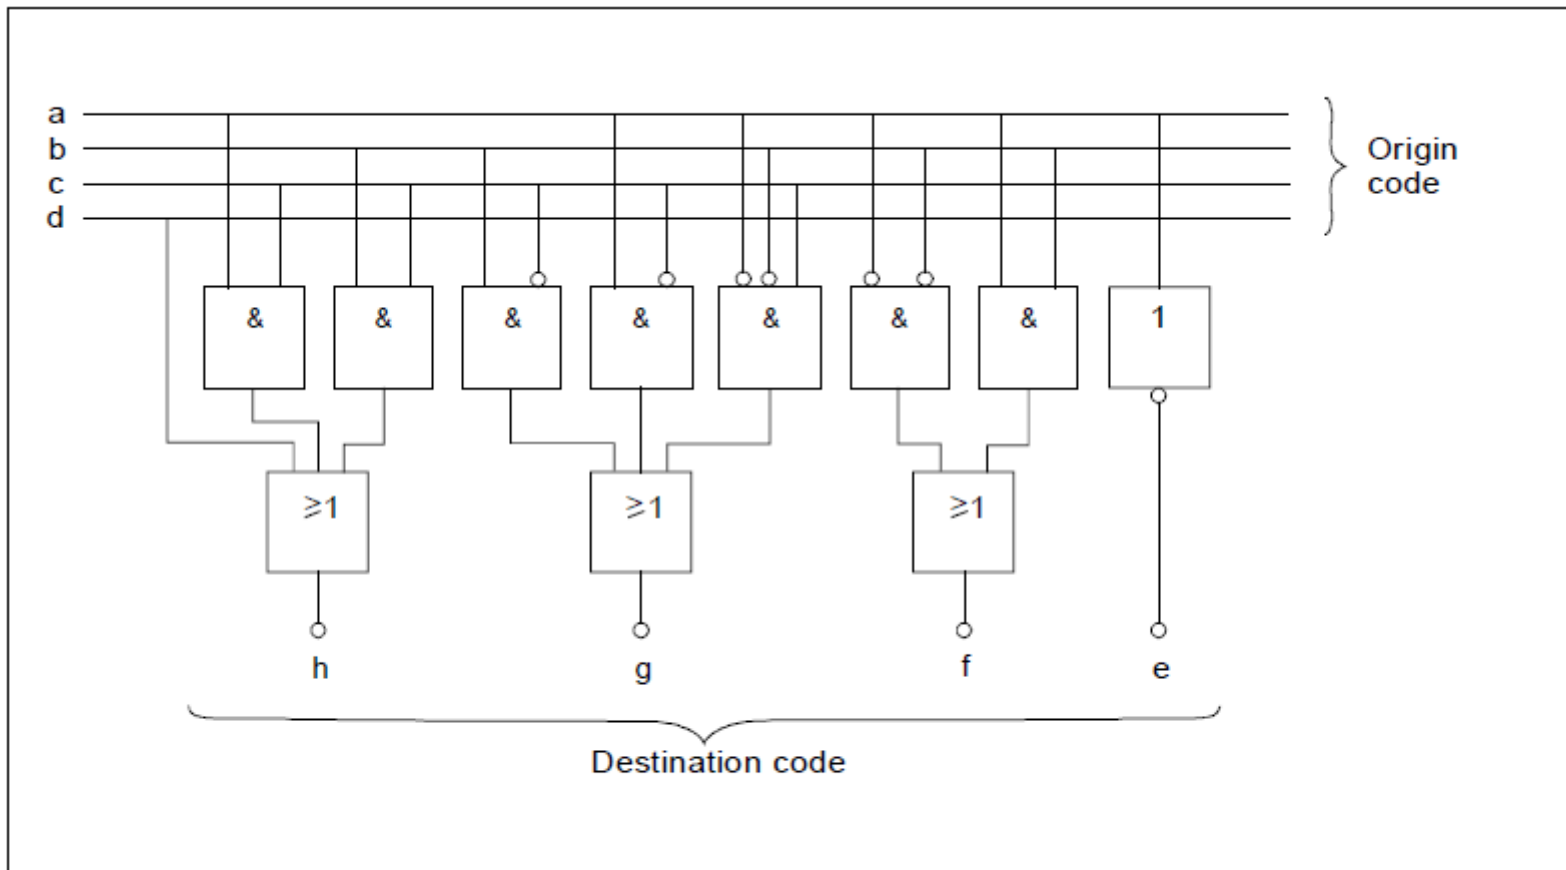 a
b
c
d
Origin
code
& & & & & & & 1
≥1 ≥1 ≥1
h g f e
Destination code